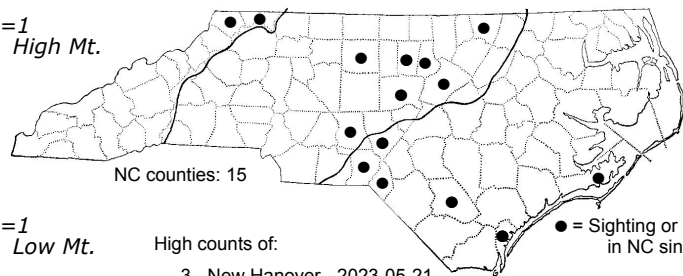 =1
High Mt.
NC counties: 15
=1
Low Mt.
High counts of:
● = Sighting or
in NC sin
3 - New Hanover - 2023-05-21